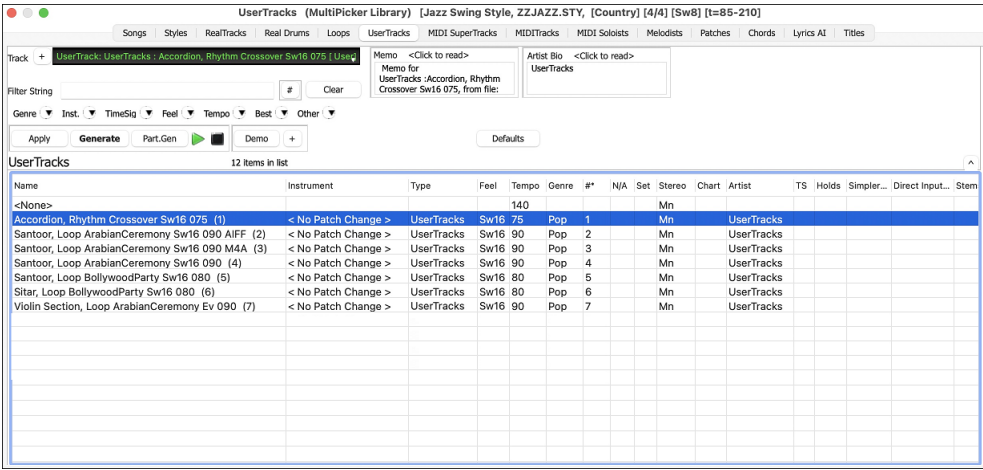 UserTracks (MultiPicker Library) [Jazz Swing Style, ZZJAZZ.STY, [Country] [4/4] [Sw8] [t=85-210]
Songs Styles RealTracks Real Drums Loops UserTracks MIDI SuperTracks MIDITracks MIDI Soloists Melodists Patches Chords Lyrics AI Titles
Track + UserTrack: UserTracks : Accordion, Rhythm Crossover Sw16 075 [ User
Memo <Click to read>
Memo for
UserTracks :Accordion, Rhythm
Crossover Sw16 075, from file:
Artist Bio <Click to read>
UserTracks
Filter String # Clear
Genre Inst. TimeSig Feel Tempo Best Other
Apply Generate Part.Gen Demo + Defaults
UserTracks 12 items in list
Name Instrument Type Feel Tempo Genre #* N/A Set Stereo Chart Artist TS Holds Simpler... Direct Input... Stem
<None> 140 Mn
Accordion, Rhythm Crossover Sw16 075 (1) < No Patch Change > UserTracks Sw16 75 Pop 1 Mn UserTracks
Santoor, Loop ArabianCeremony Sw16 090 AIFF (2) < No Patch Change > UserTracks Sw16 90 Pop 2 Mn UserTracks
Santoor, Loop ArabianCeremony Sw16 090 M4A (3) < No Patch Change > UserTracks Sw16 90 Pop 3 Mn UserTracks
Santoor, Loop ArabianCeremony Sw16 090 (4) < No Patch Change > UserTracks Sw16 90 Pop 4 Mn UserTracks
Santoor, Loop BollywoodParty Sw16 080 (5) < No Patch Change > UserTracks Sw16 80 Pop 5 Mn UserTracks
Sitar, Loop BollywoodParty Sw16 080 (6) < No Patch Change > UserTracks Sw16 80 Pop 6 Mn UserTracks
Violin Section, Loop ArabianCeremony Ev 090 (7) < No Patch Change > UserTracks Sw16 90 Pop 7 Mn UserTracks